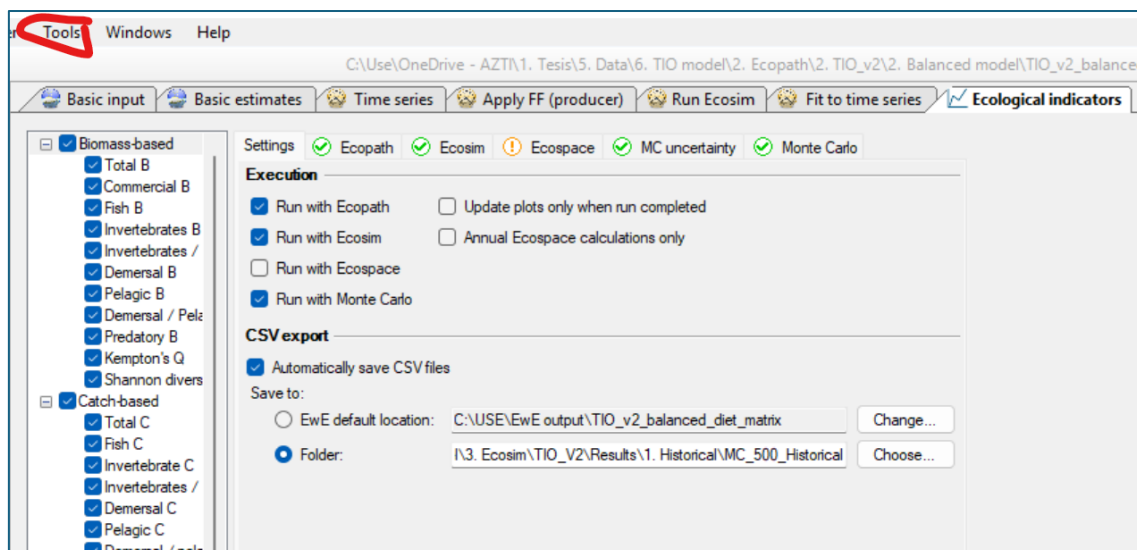 Tools Windows Help
C:\Use\OneDrive - AZTI\1. Tesis\5. Data\6. TIO model\2. Ecopath\2. TIO_v2\2. Balanced model\TIO_v2_balance
Basic input Basic estimates Time series Apply FF (producer) Run Ecosim Fit to time series Ecological indicators
Biomass-based
Total B
Commercial B
Fish B
Invertebrates B
Invertebrates /
Demersal B
Pelagic B
Demersal / Pela
Predatory B
Kempton's Q
Shannon divers
Catch-based
Total C
Fish C
Invertebrate C
Invertebrates /
Demersal C
Pelagic C
Demersal / pela
Settings Ecopath Ecosim Ecospace MC uncertainty Monte Carlo
Execution
Run with Ecopath Update plots only when run completed
Run with Ecosim Annual Ecospace calculations only
Run with Ecospace
Run with Monte Carlo
CSV export
Automatically save CSV files
Save to:
EwE default location: C:\USE\EwE output\TIO_v2_balanced_diet_matrix Change...
Folder: I\3. Ecosim\TIO_V2\Results\1. Historical\MC_500_Historical Choose...